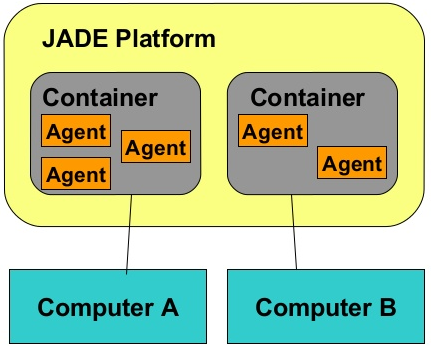 JADE Platform
Container
Agent
Agent
Agent
Container
Agent
Agent
Computer A
Computer B